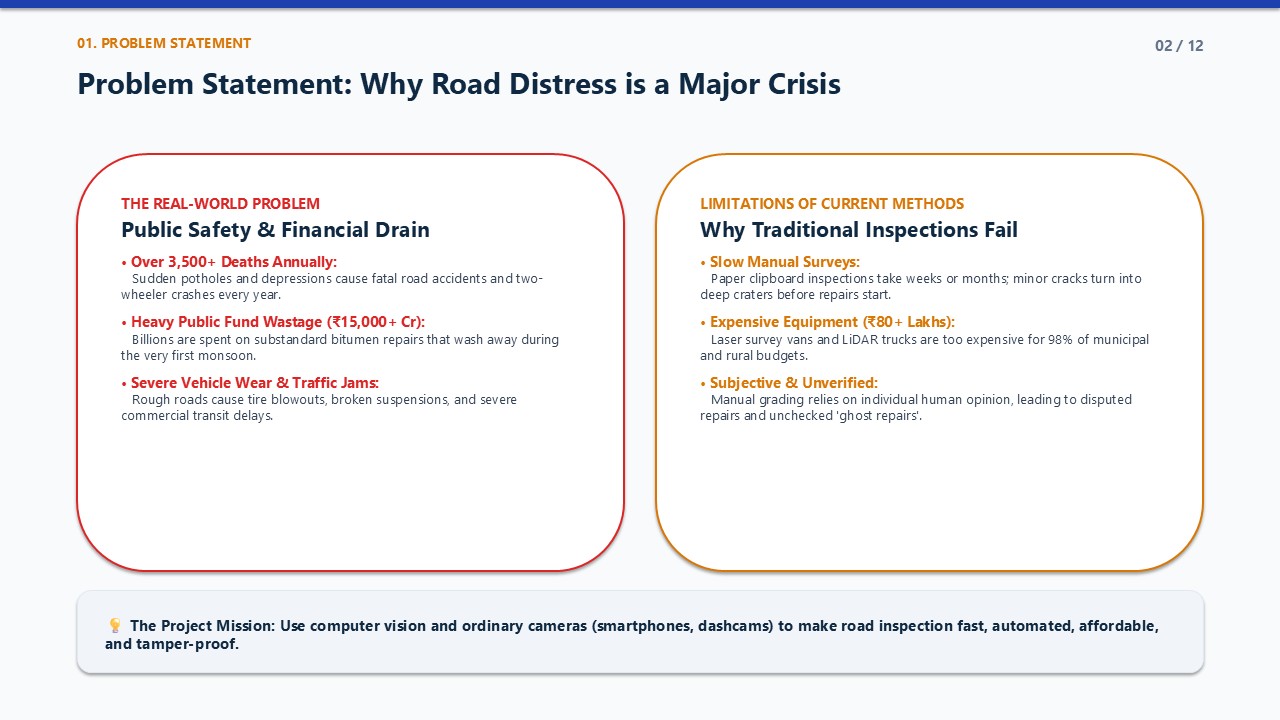 01. PROBLEM STATEMENT
02 / 12
Problem Statement: Why Road Distress is a Major Crisis
THE REAL-WORLD PROBLEM
Public Safety & Financial Drain
• Over 3,500+ Deaths Annually:
Sudden potholes and depressions cause fatal road accidents and two-
wheeler crashes every year.
• Heavy Public Fund Wastage (₹15,000+ Cr):
Billions are spent on substandard bitumen repairs that wash away during
the very first monsoon.
• Severe Vehicle Wear & Traffic Jams:
Rough roads cause tire blowouts, broken suspensions, and severe
commercial transit delays.
LIMITATIONS OF CURRENT METHODS
Why Traditional Inspections Fail
• Slow Manual Surveys:
Paper clipboard inspections take weeks or months; minor cracks turn into
deep craters before repairs start.
• Expensive Equipment (₹80+ Lakhs):
Laser survey vans and LiDAR trucks are too expensive for 98% of municipal
and rural budgets.
• Subjective & Unverified:
Manual grading relies on individual human opinion, leading to disputed
repairs and unchecked 'ghost repairs'.
💡 The Project Mission: Use computer vision and ordinary cameras (smartphones, dashcams) to make road inspection fast, automated, affordable,
and tamper-proof.